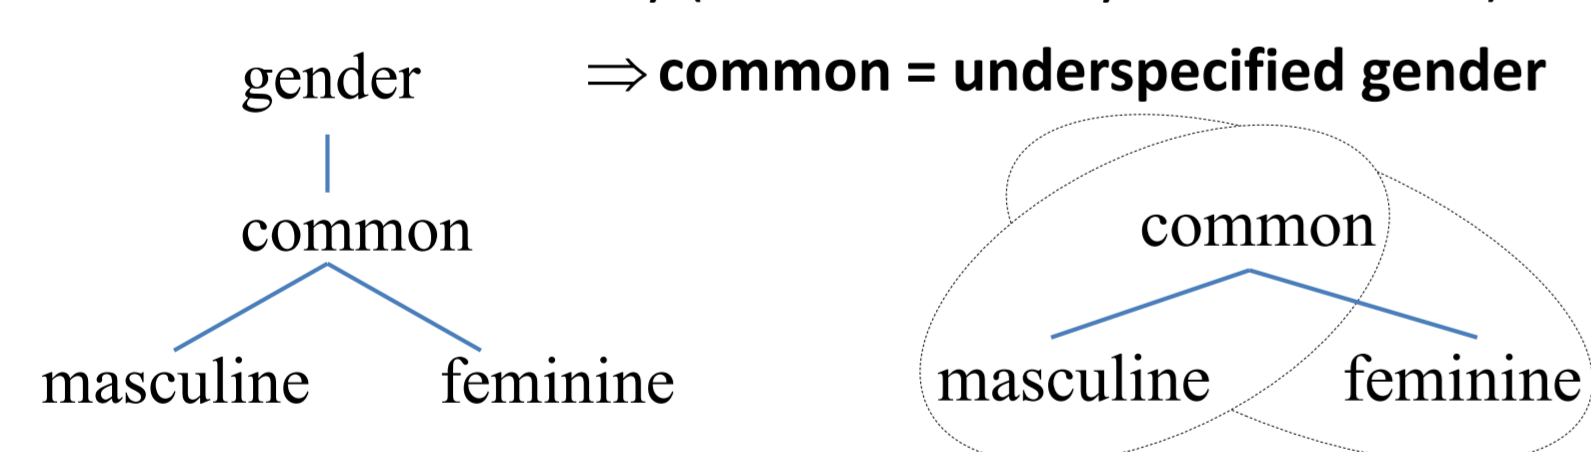 gender
⇒ common = underspecified gender
common
common
masculine
feminine
masculine
feminine